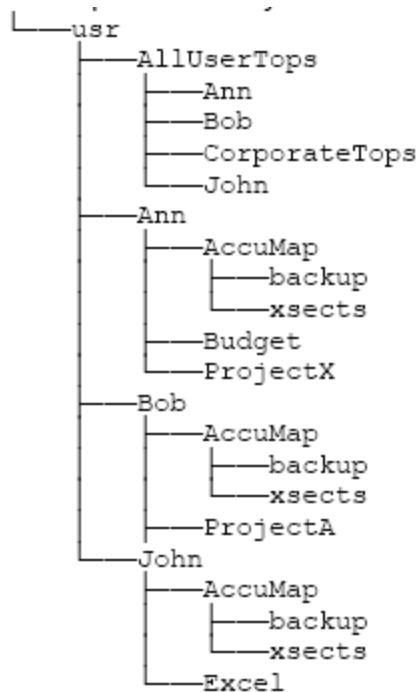 usr
AllUserTops
Ann
Bob
CorporateTops
John
Ann
AccuMap
backup
xsects
Budget
ProjectX
Bob
AccuMap
backup
xsects
ProjectA
John
AccuMap
backup
xsects
Excel